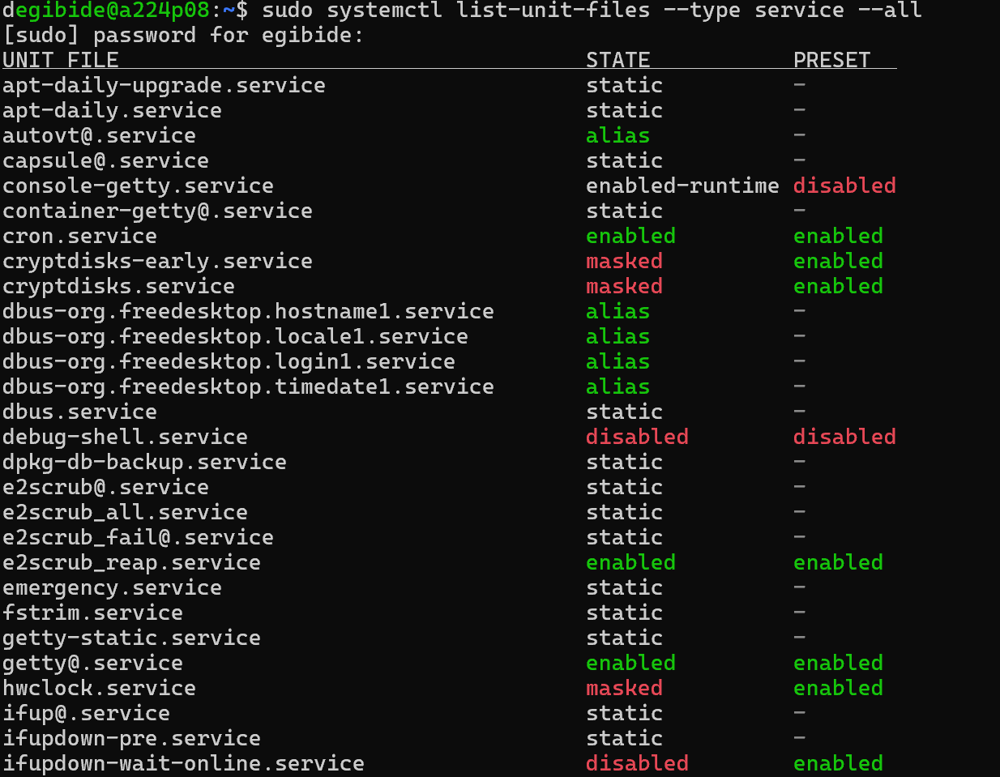 degibide@a224p08:~$ sudo systemctl list-unit-files --type service --all
[sudo] password for egibide:
UNIT FILE STATE PRESET
apt-daily-upgrade.service static -
apt-daily.service static -
autovt@.service alias -
capsule@.service static -
console-getty.service enabled-runtime disabled
container-getty@.service static -
cron.service enabled enabled
cryptdisks-early.service masked enabled
cryptdisks.service masked enabled
dbus-org.freedesktop.hostname1.service alias -
dbus-org.freedesktop.locale1.service alias -
dbus-org.freedesktop.login1.service alias -
dbus-org.freedesktop.timedate1.service alias -
dbus.service static -
debug-shell.service disabled disabled
dpkg-db-backup.service static -
e2scrub@.service static -
e2scrub_all.service static -
e2scrub_fail@.service static -
e2scrub_reap.service enabled enabled
emergency.service static -
fstrim.service static -
getty-static.service static -
getty@.service enabled enabled
hwclock.service masked enabled
ifup@.service static -
ifupdown-pre.service static -
ifupdown-wait-online.service disabled enabled